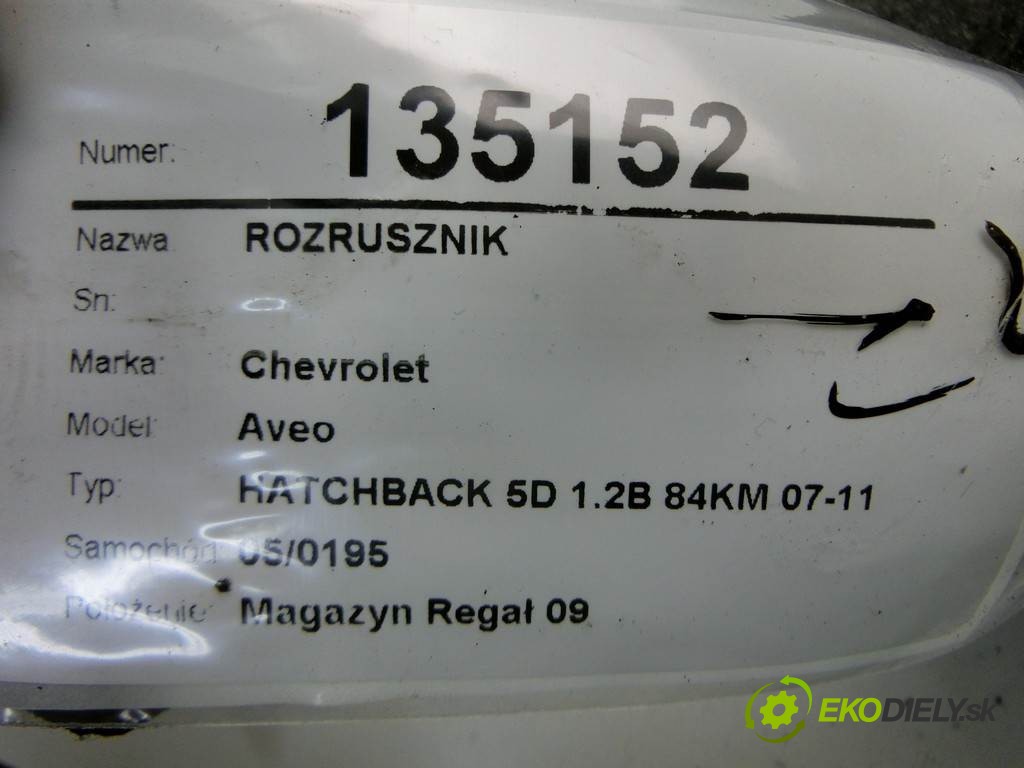 Numer: 135152
Nazwa ROZRUSZNIK
Sn:
Marka: Chevrolet
Model: Aveo
Typ: HATCHBACK 5D 1.2B 84KM 07-11
Samochód: 05/0195
Położenie: Magazyn Regał 09
EKODIELY.sk